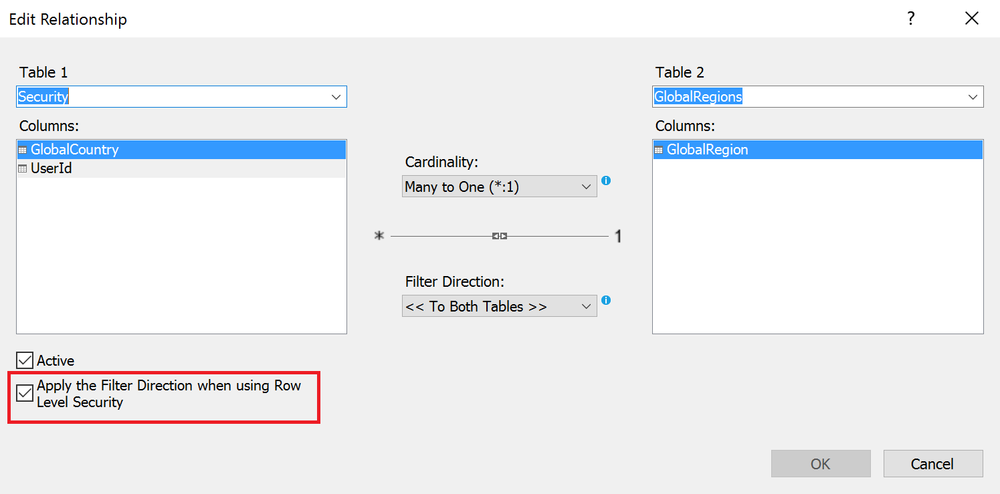 Edit Relationship
?
Table 1
Table 2
Security
GlobalRegions
Columns:
Columns:
GlobalCountry
GlobalRegion
UserId
Cardinality:
Many to One (*:1)
* 1
Filter Direction:
<< To Both Tables >>
Active
Apply the Filter Direction when using Row
Level Security
OK
Cancel